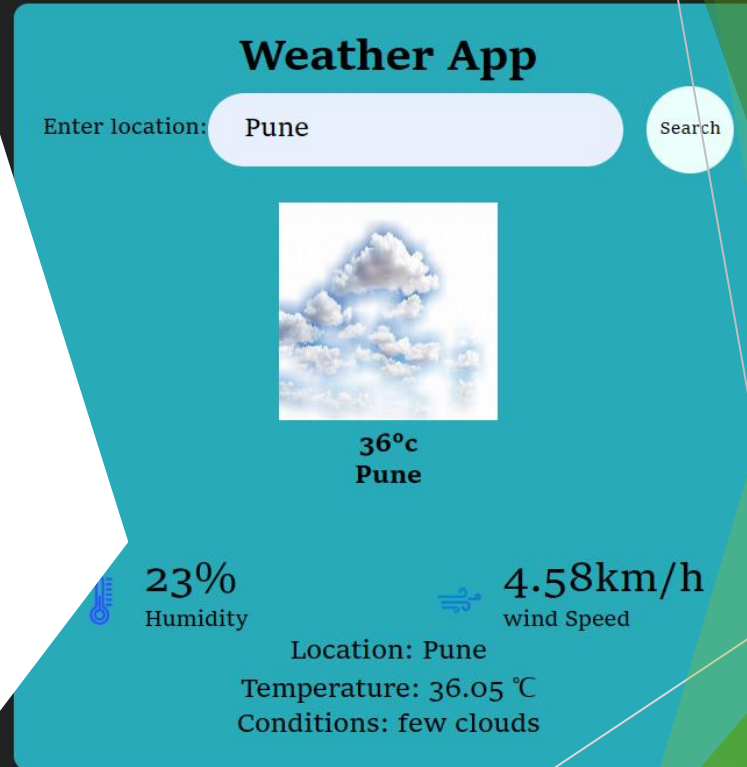 Weather App
Enter location: Pune Search
36°c
Pune
23% 4.58km/h
Humidity wind Speed
Location: Pune
Temperature: 36.05 ℃
Conditions: few clouds